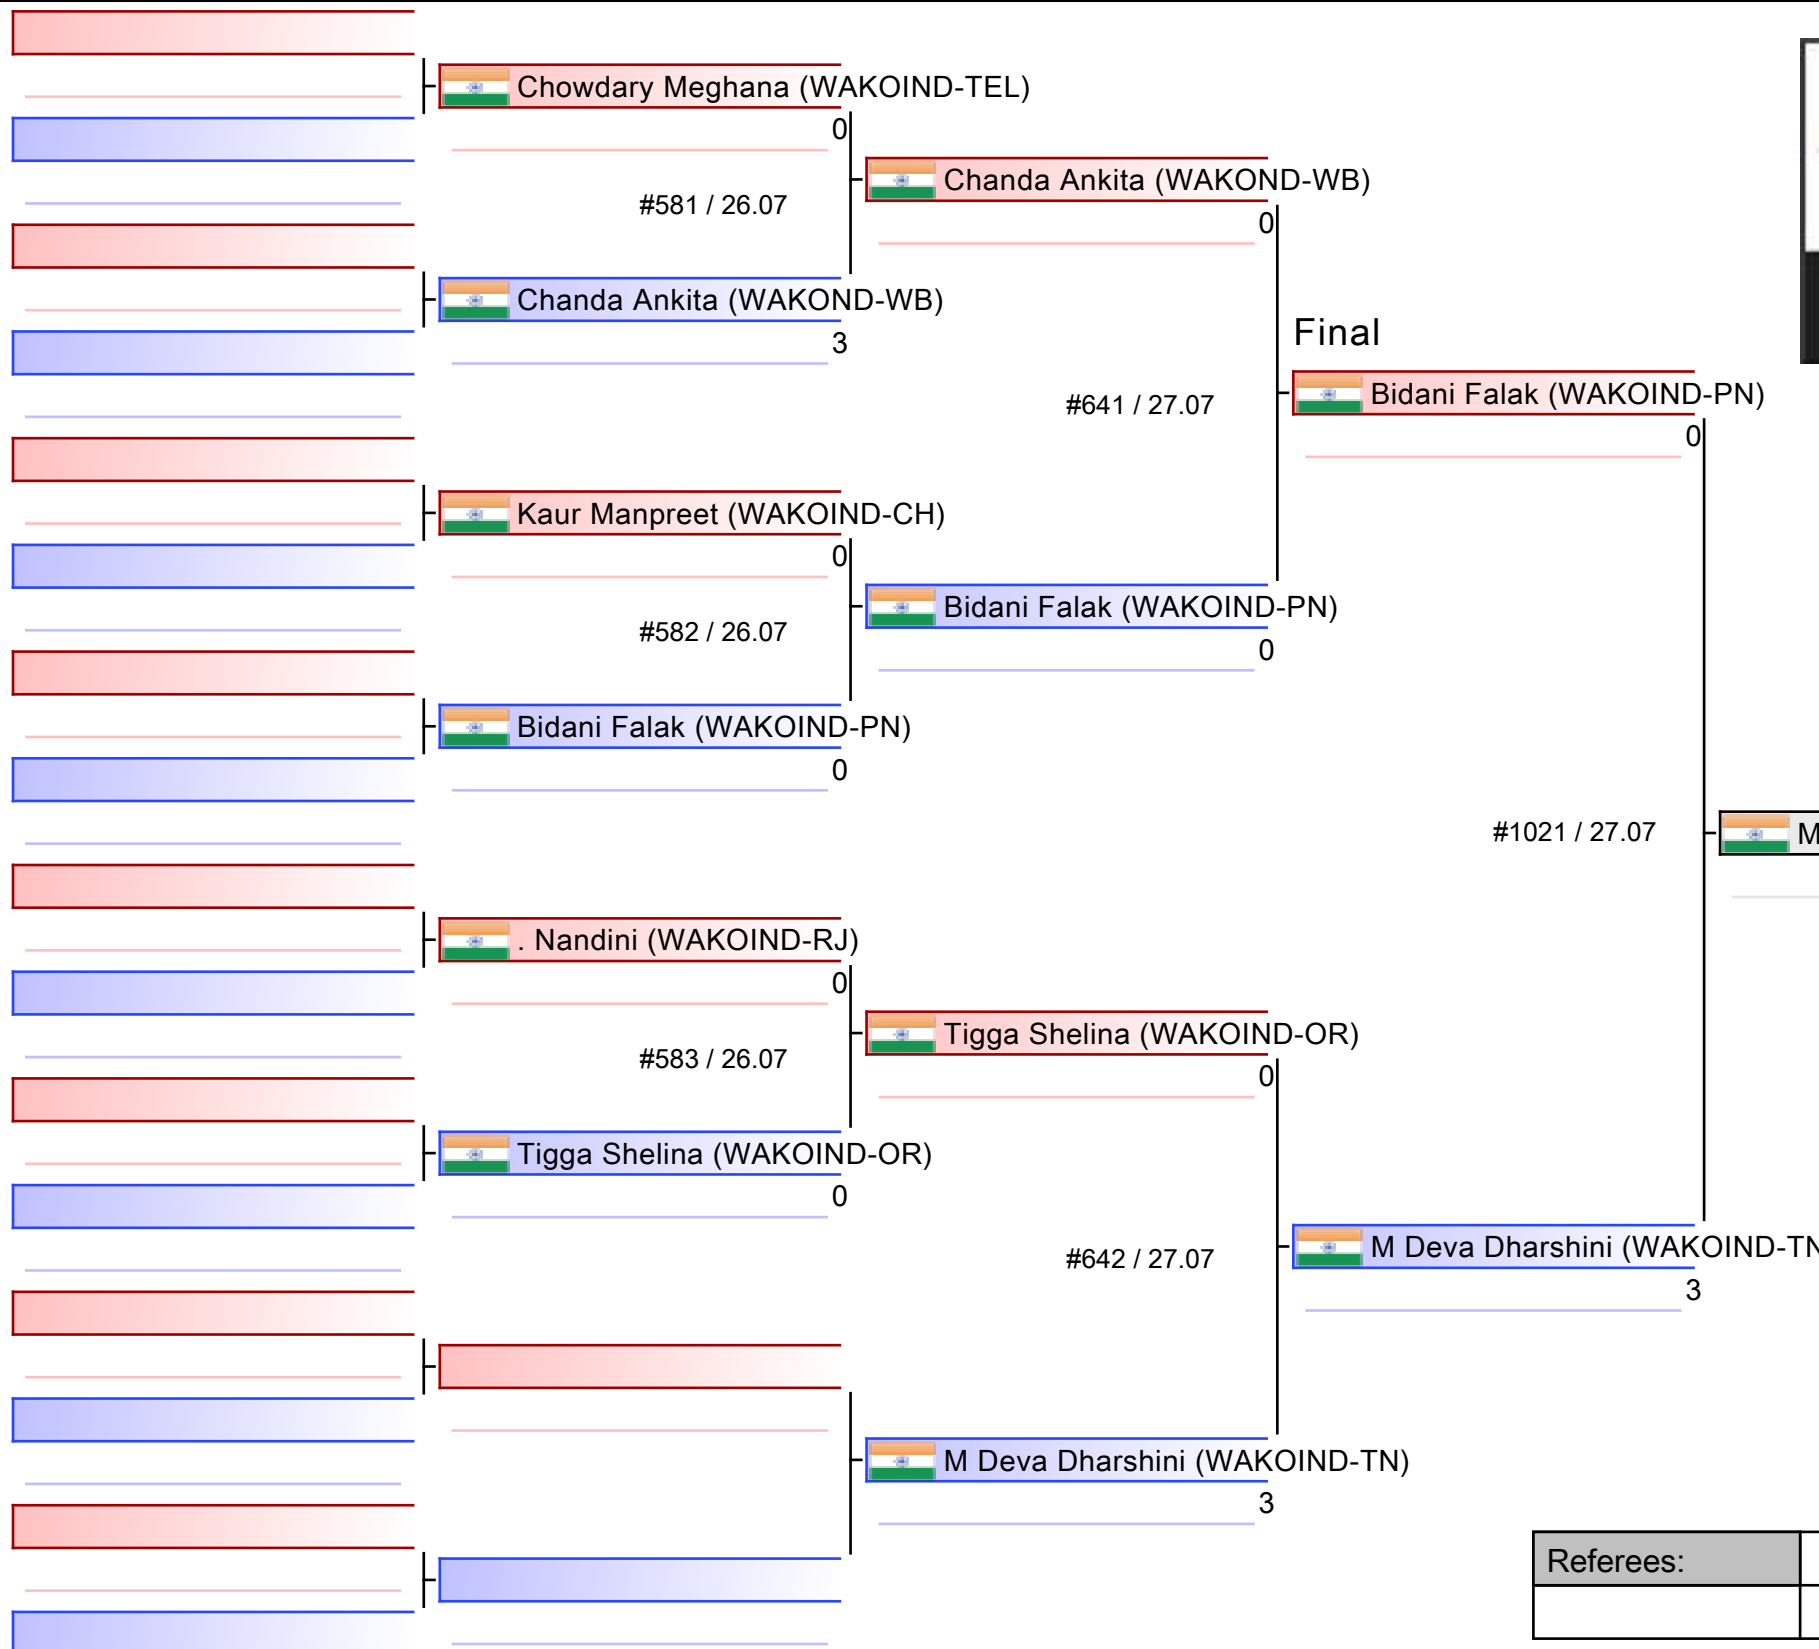 Chowdary Meghana (WAKOIND-TEL)
0
#581 / 26.07
Chanda Ankita (WAKOND-WB)
3
Kaur Manpreet (WAKOIND-CH)
0
#582 / 26.07
Bidani Falak (WAKOIND-PN)
0
. Nandini (WAKOIND-RJ)
0
#583 / 26.07
Tigga Shelina (WAKOIND-OR)
0
Chanda Ankita (WAKOND-WB)
0
#641 / 27.07
Bidani Falak (WAKOIND-PN)
0
Tigga Shelina (WAKOIND-OR)
0
#642 / 27.07
M Deva Dharshini (WAKOIND-TN)
3
Final
Bidani Falak (WAKOIND-PN)
0
#1021 / 27.07
M Deva Dharshini (WAKOIND-TN
3
M
Referees: